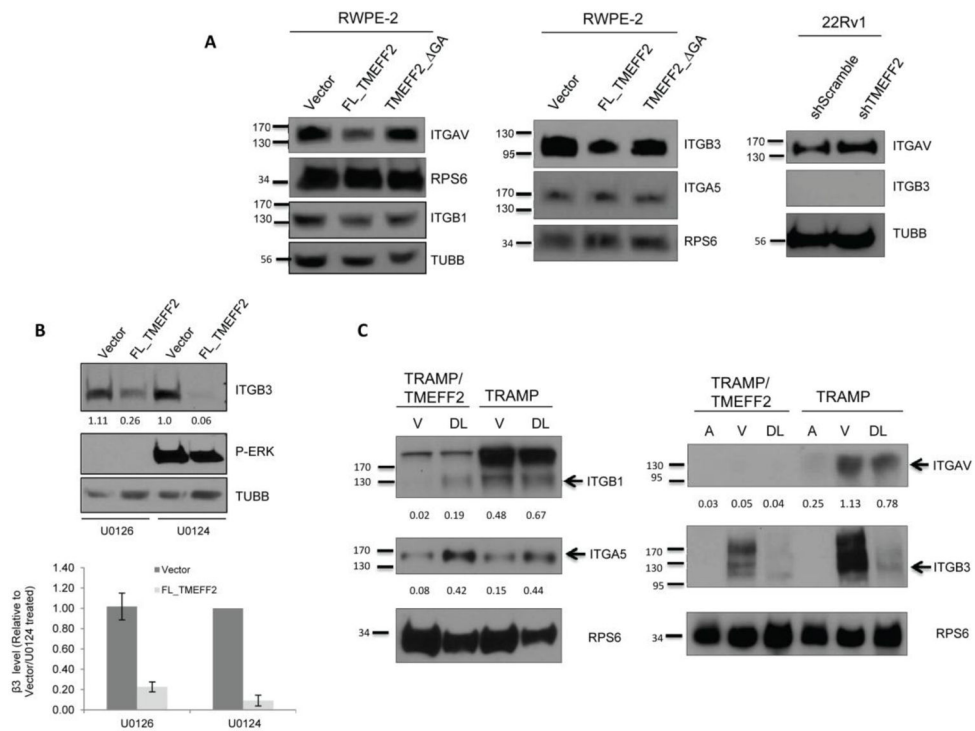 A
RWPE-2
Vector
FL_TMEFF2
TMEFF2_ΔGA
170
130
ITGAV
34
RPS6
170
130
ITGB1
56
TUBB
RWPE-2
Vector
FL_TMEFF2
TMEFF2_ΔGA
130
95
ITGB3
170
130
ITGA5
34
RPS6
22Rv1
shScramble
shTMEFF2
170
130
ITGAV
ITGB3
56
TUBB
B
Vector
FL_TMEFF2
Vector
FL_TMEFF2
ITGB3
1.11 0.26 1.0 0.06
P-ERK
TUBB
U0126 U0124
β3 level (Relative to
Vector/U0124 treated)
1.40
1.20
1.00
0.80
0.60
0.40
0.20
0.00
Vector
FL_TMEFF2
U0126 U0124
C
TRAMP/
TMEFF2
TRAMP
V DL V DL
170
130
ITGB1
0.02 0.19 0.48 0.67
170
130
ITGA5
0.08 0.42 0.15 0.44
34
RPS6
TRAMP/
TMEFF2
TRAMP
A V DL A V DL
130
95
ITGAV
0.03 0.05 0.04 0.25 1.13 0.78
170
130
95
ITGB3
34
RPS6